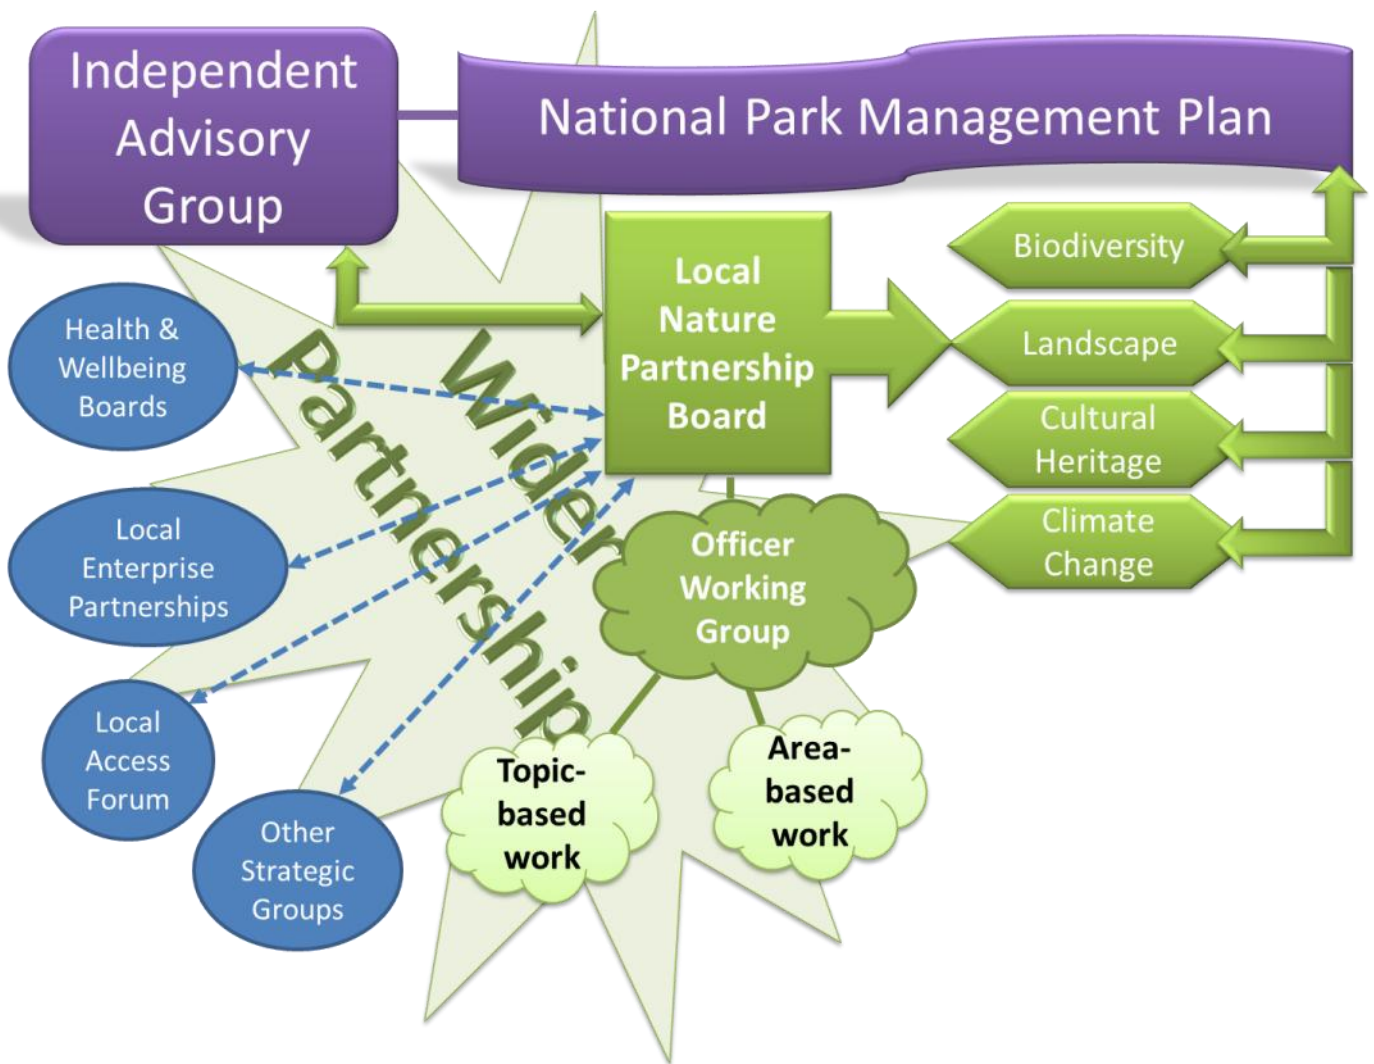 Independent
Advisory
Group
National Park Management Plan
Local
Nature
Partnership
Board
Biodiversity
Landscape
Cultural
Heritage
Climate
Change
Health &
Wellbeing
Boards
Local
Enterprise
Partnerships
Local
Access
Forum
Other
Strategic
Groups
Wider
Partnership
Officer
Working
Group
Topic-
based
work
Area-
based
work